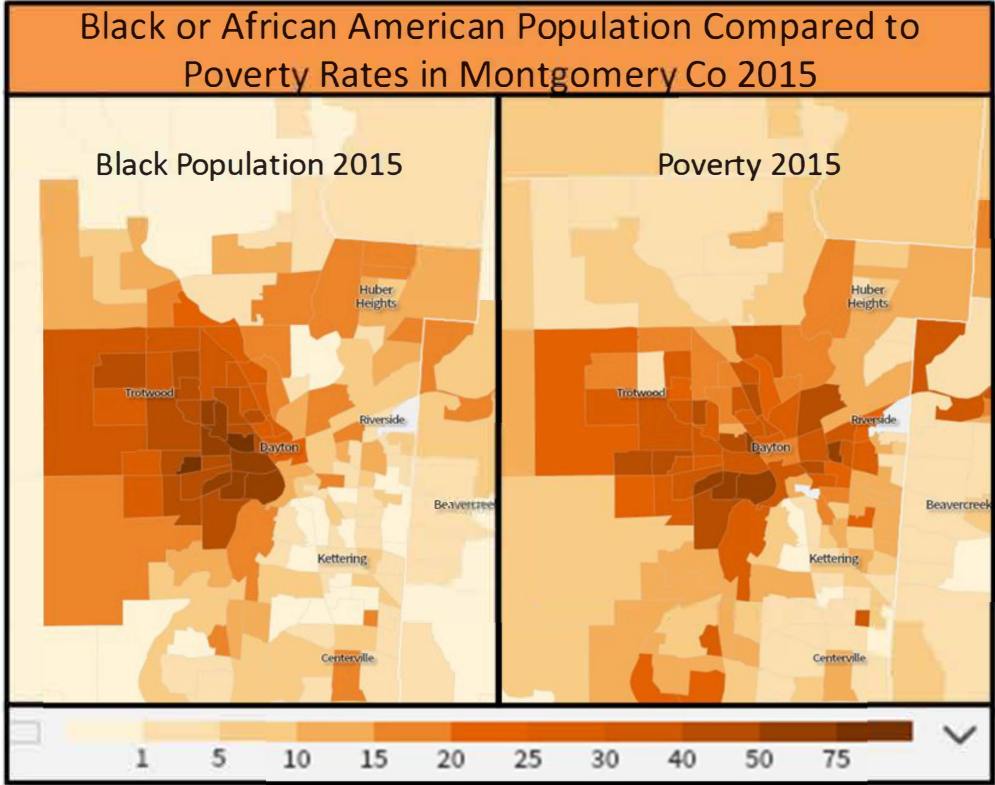 Black or African American Population Compared to
Poverty Rates in Montgomery Co 2015
Black Population 2015
Huber
Heights
Trotwood
Riverside
Dayton
Beavercreek
Kettering
Centerville
Poverty 2015
Huber
Heights
Trotwood
Riverside
Dayton
Beavercreek
Kettering
Centerville
1 5 10 15 20 25 30 40 50 75